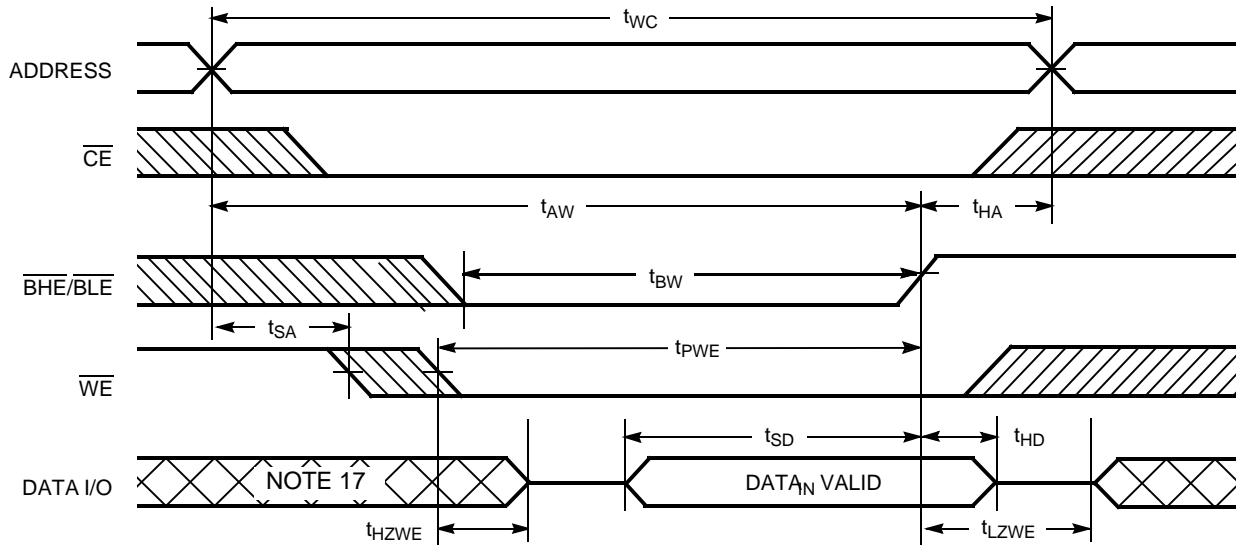 tWC
ADDRESS
CE
tAW
tHA
BHE/BLE
tBW
tSA
tPWE
WE
tSD
tHD
DATA I/O
NOTE 17
DATAIN VALID
tHZWE
tLZWE